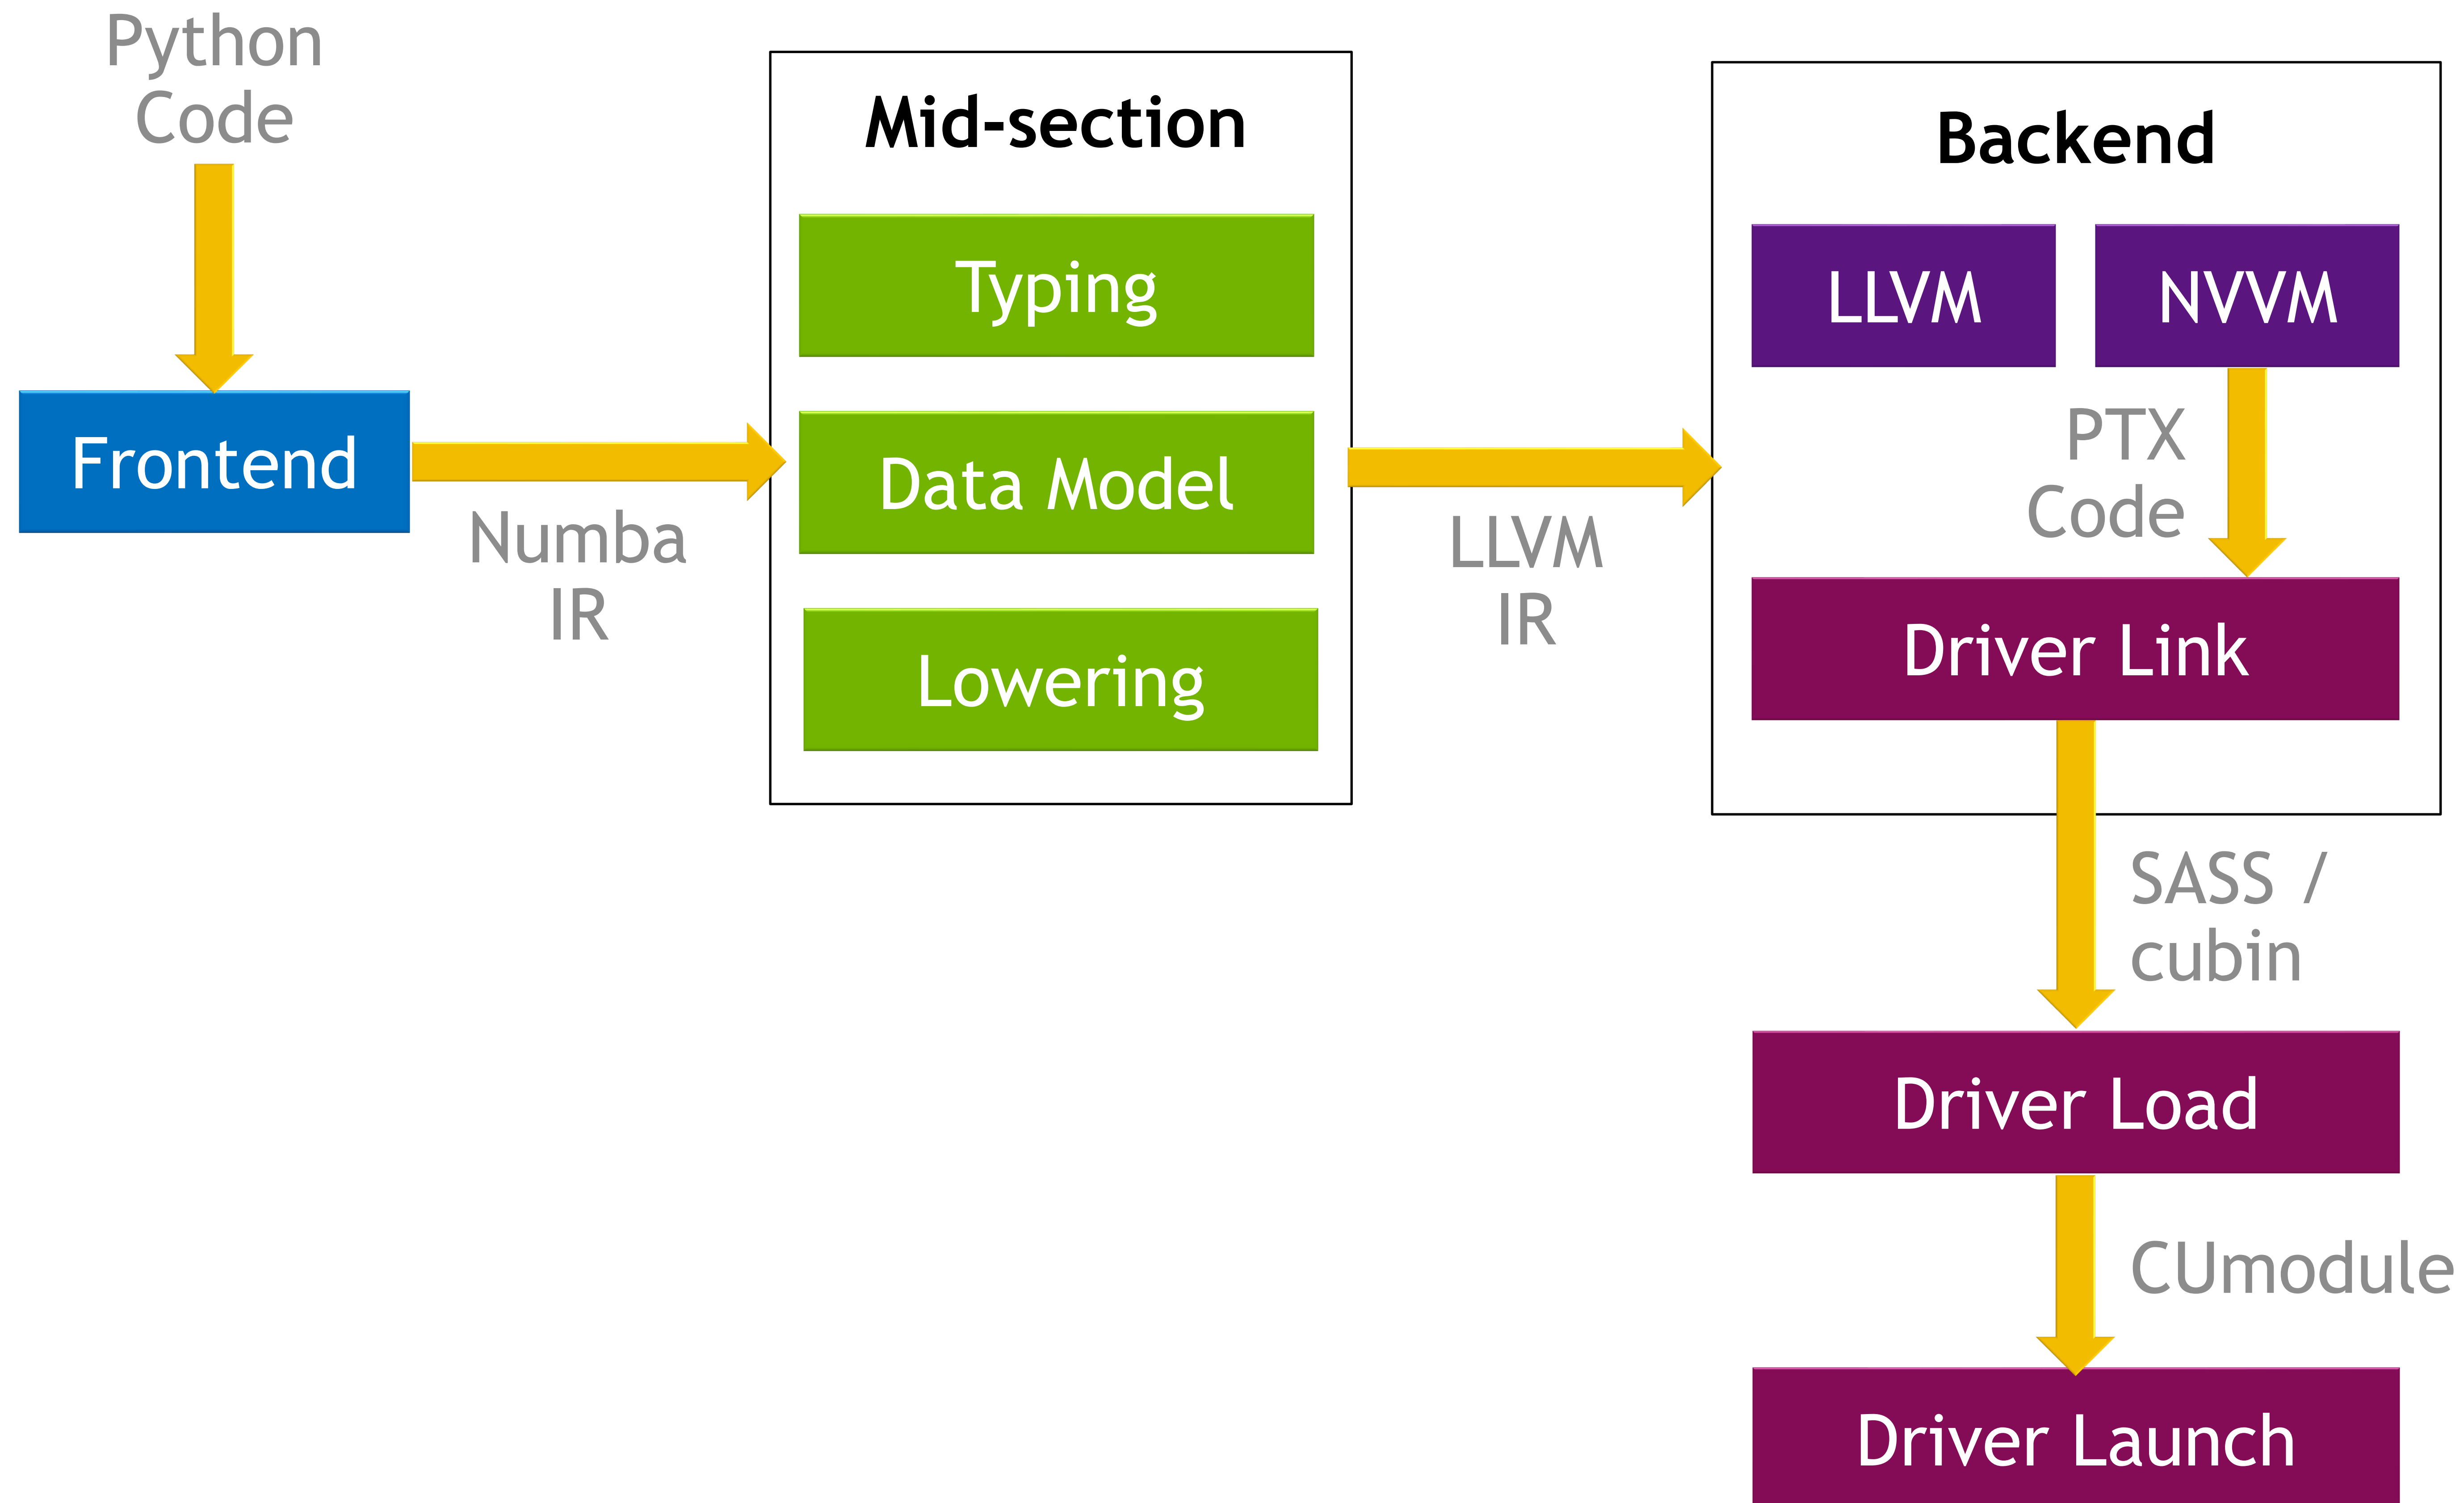 Python
Code
Frontend
Numba
IR
Mid-section
Typing
Data Model
Lowering
LLVM
IR
Backend
LLVM
NVVM
PTX
Code
Driver Link
SASS /
cubin
Driver Load
CUmodule
Driver Launch